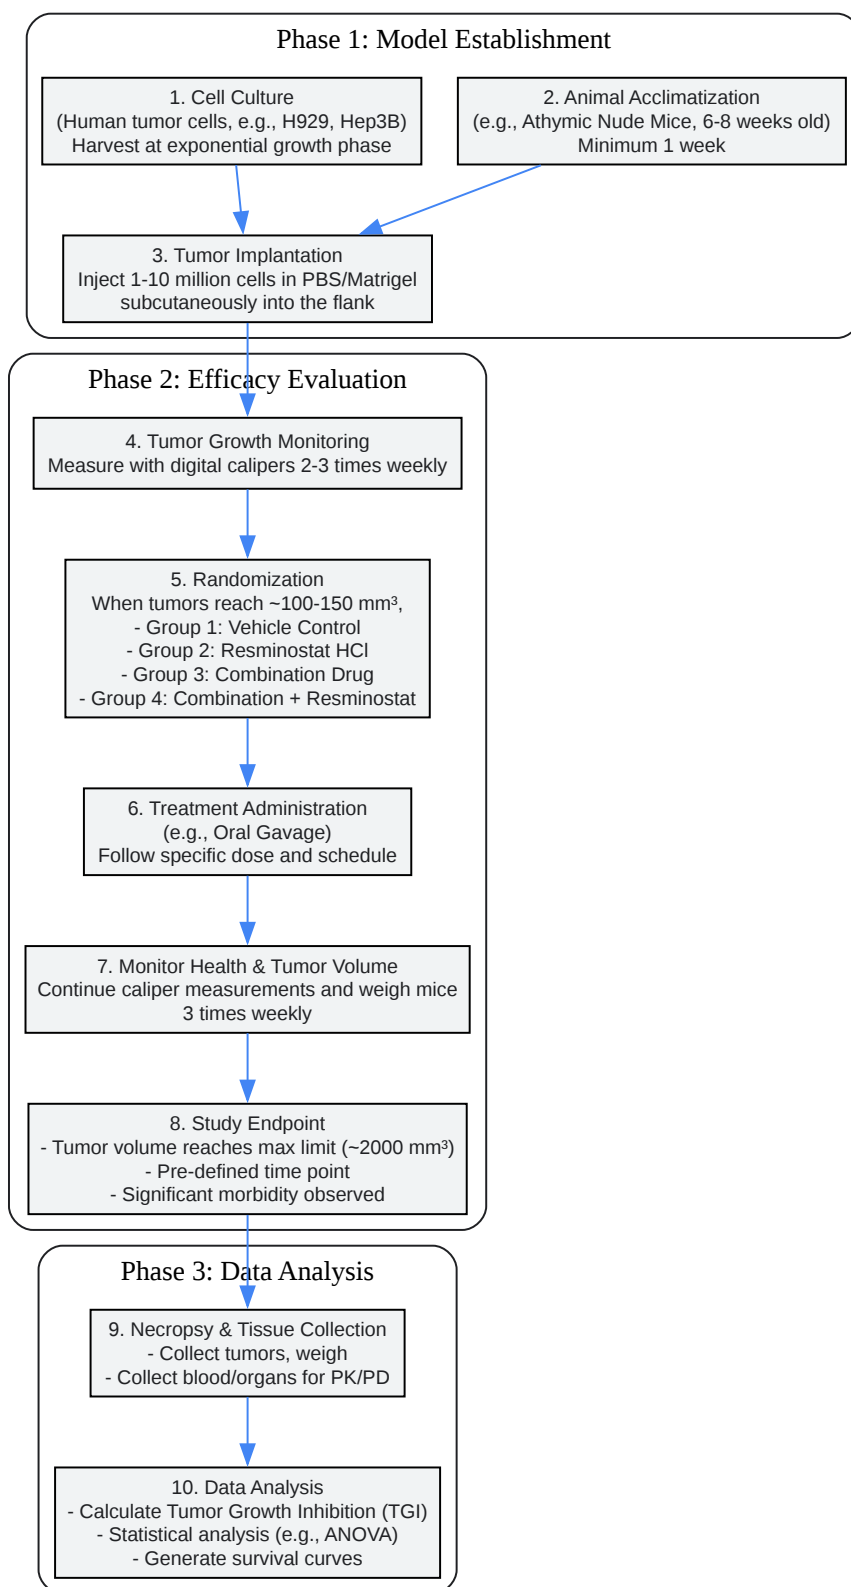 Phase 1: Model Establishment
1. Cell Culture
(Human tumor cells, e.g., H929, Hep3B)
Harvest at exponential growth phase
2. Animal Acclimatization
(e.g., Athymic Nude Mice, 6-8 weeks old)
Minimum 1 week
3. Tumor Implantation
Inject 1-10 million cells in PBS/Matrigel
subcutaneously into the flank
Phase 2: Efficacy Evaluation
4. Tumor Growth Monitoring
Measure with digital calipers 2-3 times weekly
5. Randomization
When tumors reach ~100-150 mm³,
- Group 1: Vehicle Control
- Group 2: Resminostat HCl
- Group 3: Combination Drug
- Group 4: Combination + Resminostat
6. Treatment Administration
(e.g., Oral Gavage)
Follow specific dose and schedule
7. Monitor Health & Tumor Volume
Continue caliper measurements and weigh mice
3 times weekly
8. Study Endpoint
- Tumor volume reaches max limit (~2000 mm³)
- Pre-defined time point
- Significant morbidity observed
Phase 3: Data Analysis
9. Necropsy & Tissue Collection
- Collect tumors, weigh
- Collect blood/organs for PK/PD
10. Data Analysis
- Calculate Tumor Growth Inhibition (TGI)
- Statistical analysis (e.g., ANOVA)
- Generate survival curves